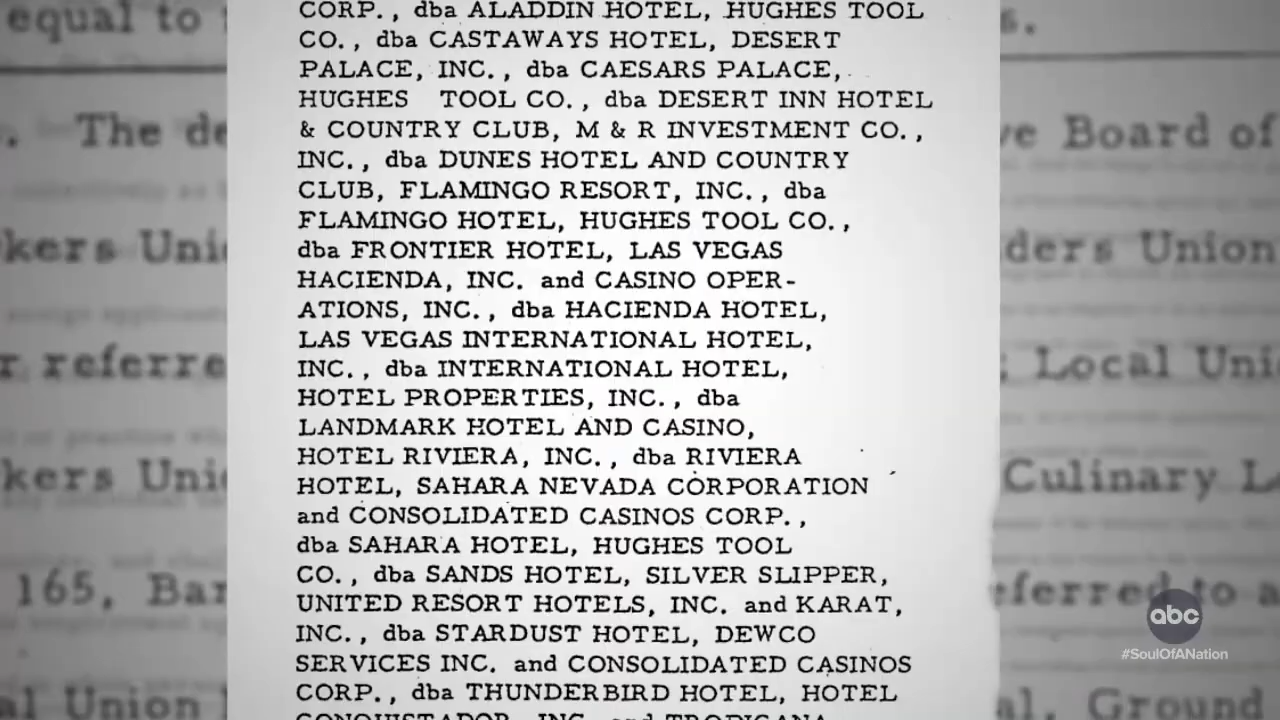 CORP., dba ALADDIN HOTEL, HUGHES TOOL
CO., dba CASTAWAYS HOTEL, DESERT
PALACE, INC., dba CAESARS PALACE,
HUGHES TOOL CO., dba DESERT INN HOTEL
& COUNTRY CLUB, M & R INVESTMENT CO.,
INC., dba DUNES HOTEL AND COUNTRY
CLUB, FLAMINGO RESORT, INC., dba
FLAMINGO HOTEL, HUGHES TOOL CO.,
dba FRONTIER HOTEL, LAS VEGAS
HACIENDA, INC. and CASINO OPER-
ATIONS, INC., dba HACIENDA HOTEL,
LAS VEGAS INTERNATIONAL HOTEL,
INC., dba INTERNATIONAL HOTEL,
HOTEL PROPERTIES, INC., dba
LANDMARK HOTEL AND CASINO,
HOTEL RIVIERA, INC., dba RIVIERA
HOTEL, SAHARA NEVADA CORPORATION
and CONSOLIDATED CASINOS CORP.,
dba SAHARA HOTEL, HUGHES TOOL
CO., dba SANDS HOTEL, SILVER SLIPPER,
UNITED RESORT HOTELS, INC. and KARAT,
INC., dba STARDUST HOTEL, DEWCO
SERVICES INC. and CONSOLIDATED CASINOS
CORP., dba THUNDERBIRD HOTEL, HOTEL
CONQUISTADOR, INC. and TROPICANA
equal to
. The de
kers Uni
r referre
kers Uni
165, Bar
al Union
s.
ve Board of
ders Union
Local Uni
Culinary L
eferred to a
al, Ground
abc
#SoulOfANation